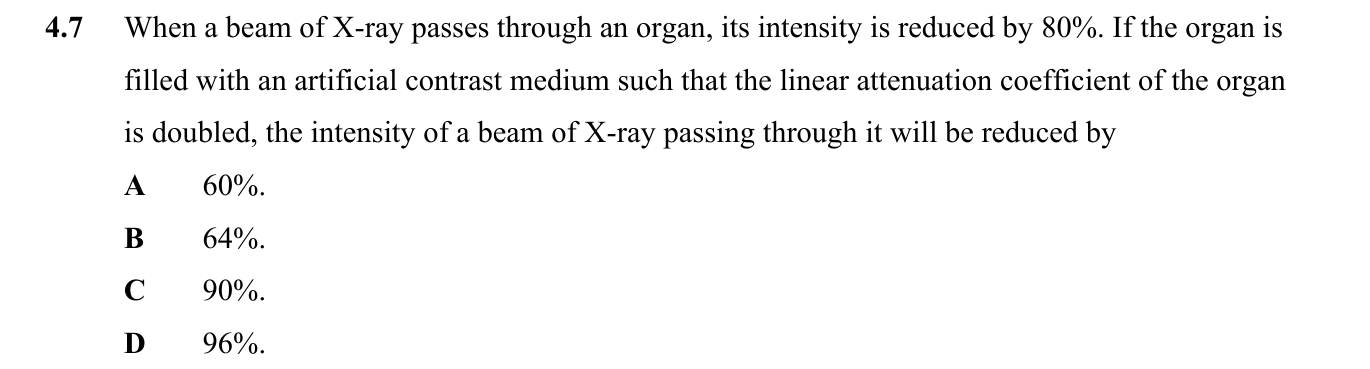 4.7 When a beam of X-ray passes through an organ, its intensity is reduced by 80%. If the organ is
filled with an artificial contrast medium such that the linear attenuation coefficient of the organ
is doubled, the intensity of a beam of X-ray passing through it will be reduced by
A 60%.
B 64%.
C 90%.
D 96%.